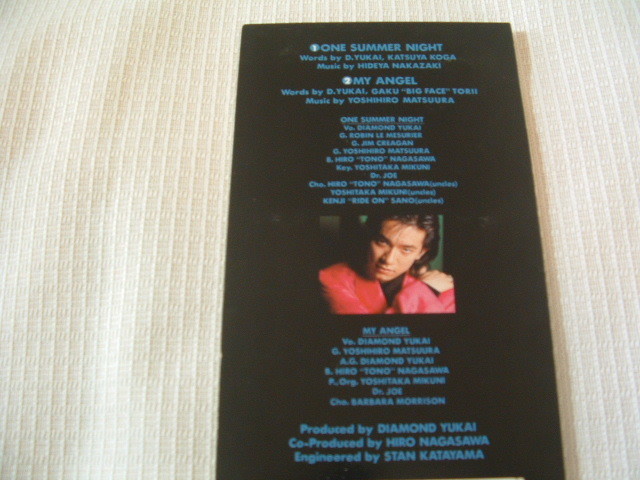 ❶ ONE SUMMER NIGHT
Words by D.YUKAI, KATSUYA KOGA
Music by HIDEYA NAKAZAKI
❷ MY ANGEL
Words by D.YUKAI, GAKU "BIG FACE" TORII
Music by YOSHIHIRO MATSUURA
ONE SUMMER NIGHT
Vo. DIAMOND YUKAI
G. ROBIN LE MESURIER
G. JIM CREAGAN
G. YOSHIHIRO MATSUURA
B. HIRO "TONO" NAGASAWA
Key. YOSHITAKA MIKUNI
Dr. JOE
Cho. HIRO "TONO" NAGASAWA(uncles)
YOSHITAKA MIKUNI(uncles)
KENJI "RIDE ON" SANO(uncles)
MY ANGEL
Vo. DIAMOND YUKAI
G. YOSHIHIRO MATSUURA
A.G. DIAMOND YUKAI
B. HIRO "TONO" NAGASAWA
P., Org. YOSHITAKA MIKUNI
Dr. JOE
Cho. BARBARA MORRISON
Produced by DIAMOND YUKAI
Co-Produced by HIRO NAGASAWA
Engineered by STAN KATAYAMA